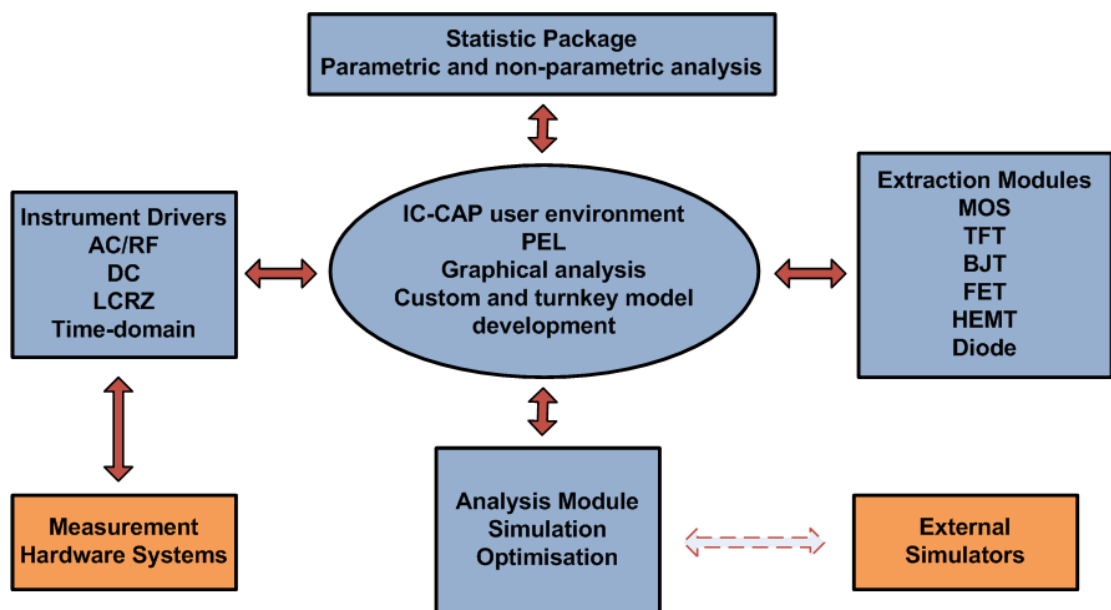 Statistic Package
Parametric and non-parametric analysis
Instrument Drivers
AC/RF
DC
LCRZ
Time-domain
IC-CAP user environment
PEL
Graphical analysis
Custom and turnkey model
development
Extraction Modules
MOS
TFT
BJT
FET
HEMT
Diode
Measurement
Hardware Systems
Analysis Module
Simulation
Optimisation
External
Simulators